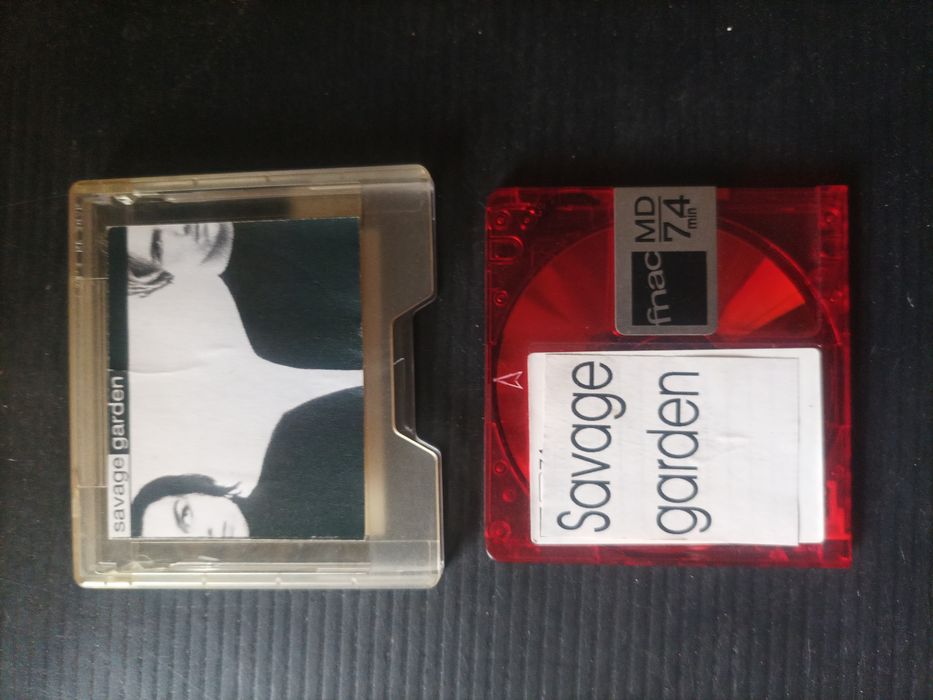 savage garden
fnac
MD
74
min
Savage
garden